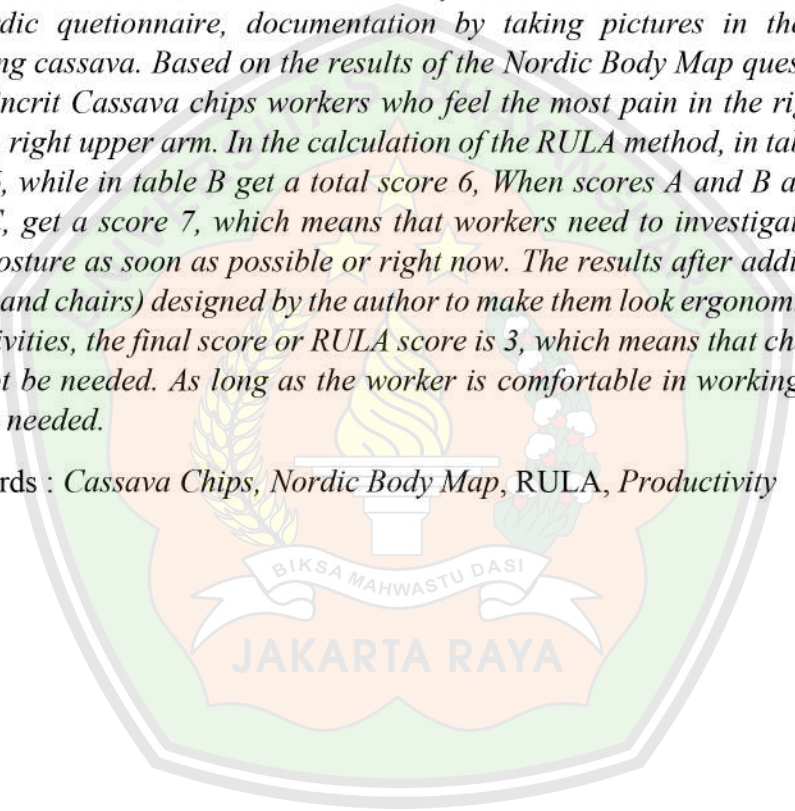 rdic quetionnaire, documentation by taking pictures in the
ng cassava. Based on the results of the Nordic Body Map ques
incrit Cassava chips workers who feel the most pain in the rig
right upper arm. In the calculation of the RULA method, in tab
while in table B get a total score 6, When scores A and B a
get a score 7, which means that workers need to investigat
osture as soon as possible or right now. The results after addi
and chairs) designed by the author to make them look ergonom
ivities, the final score or RULA score is 3, which means that cha
ot be needed. As long as the worker is comfortable in working
needed.
rds : Cassava Chips, Nordic Body Map, RULA, Productivity
UNIVERSITAS BHAYANGKARA
BIKSA MAHWASTU DASI
JAKARTA RAYA